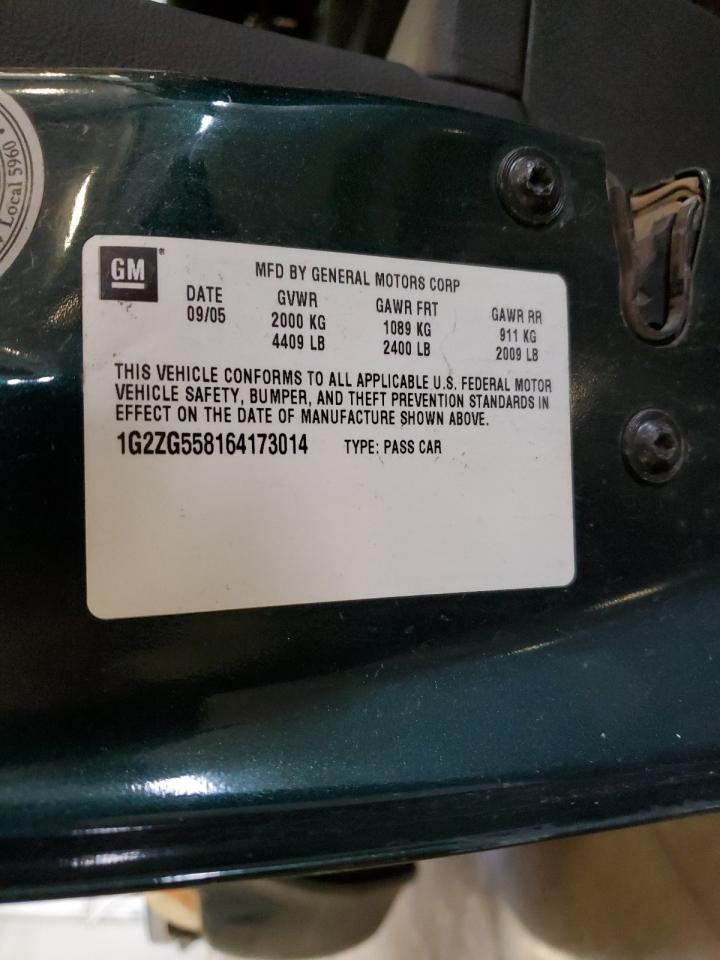 Local 5960
GM
MFD BY GENERAL MOTORS CORP
DATE GVWR GAWR FRT GAWR RR
09/05 2000 KG 1089 KG 911 KG
4409 LB 2400 LB 2009 LB
THIS VEHICLE CONFORMS TO ALL APPLICABLE U.S. FEDERAL MOTOR
VEHICLE SAFETY, BUMPER, AND THEFT PREVENTION STANDARDS IN
EFFECT ON THE DATE OF MANUFACTURE SHOWN ABOVE.
1G2ZG558164173014 TYPE: PASS CAR